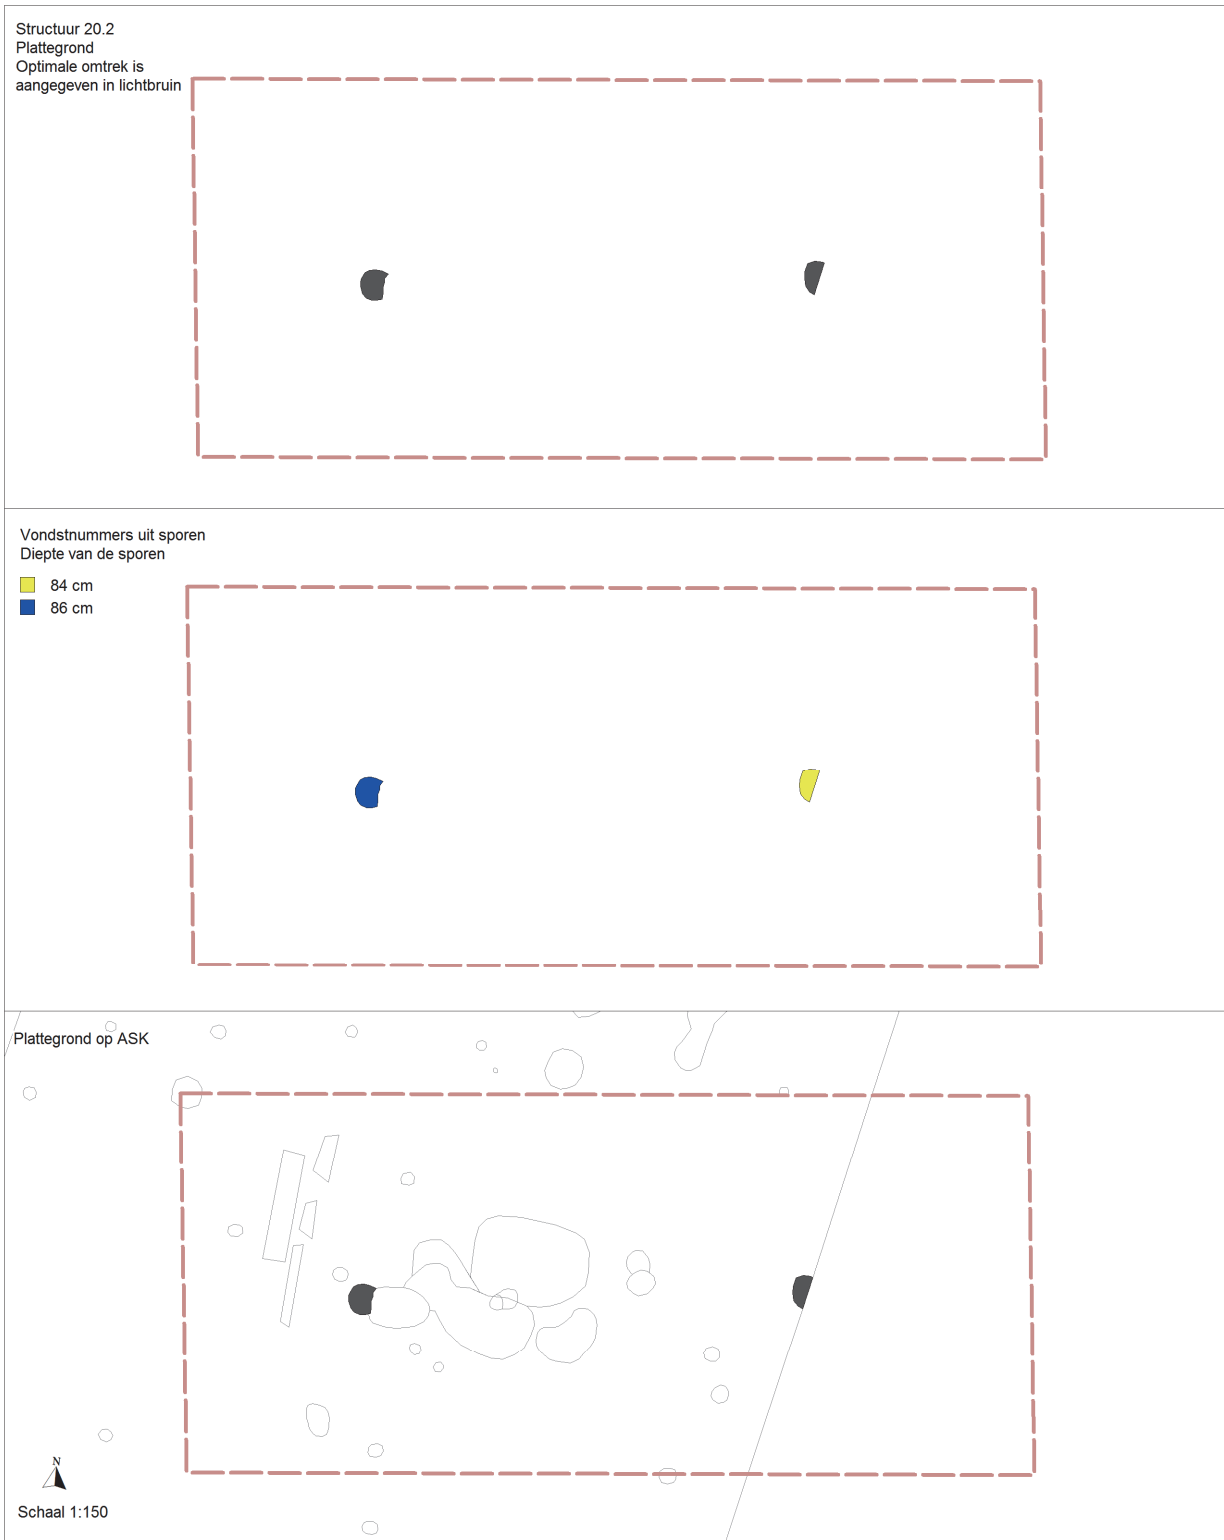 Structuur 20.2
Plattegrond
Optimale omtrek is
aangegeven in lichtbruin
Vondstnummers uit sporen
Diepte van de sporen
84 cm
86 cm
Plattegrond op ASK
N
Schaal 1:150